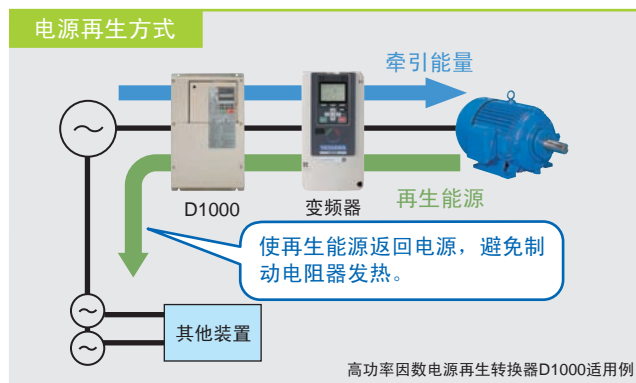 电源再生方式
牵引能量
YASKAWA
再生能源
D1000
变频器
使再生能源返回电源，避免制
动电阻器发热。
其他装置
高功率因数电源再生转换器D1000适用例